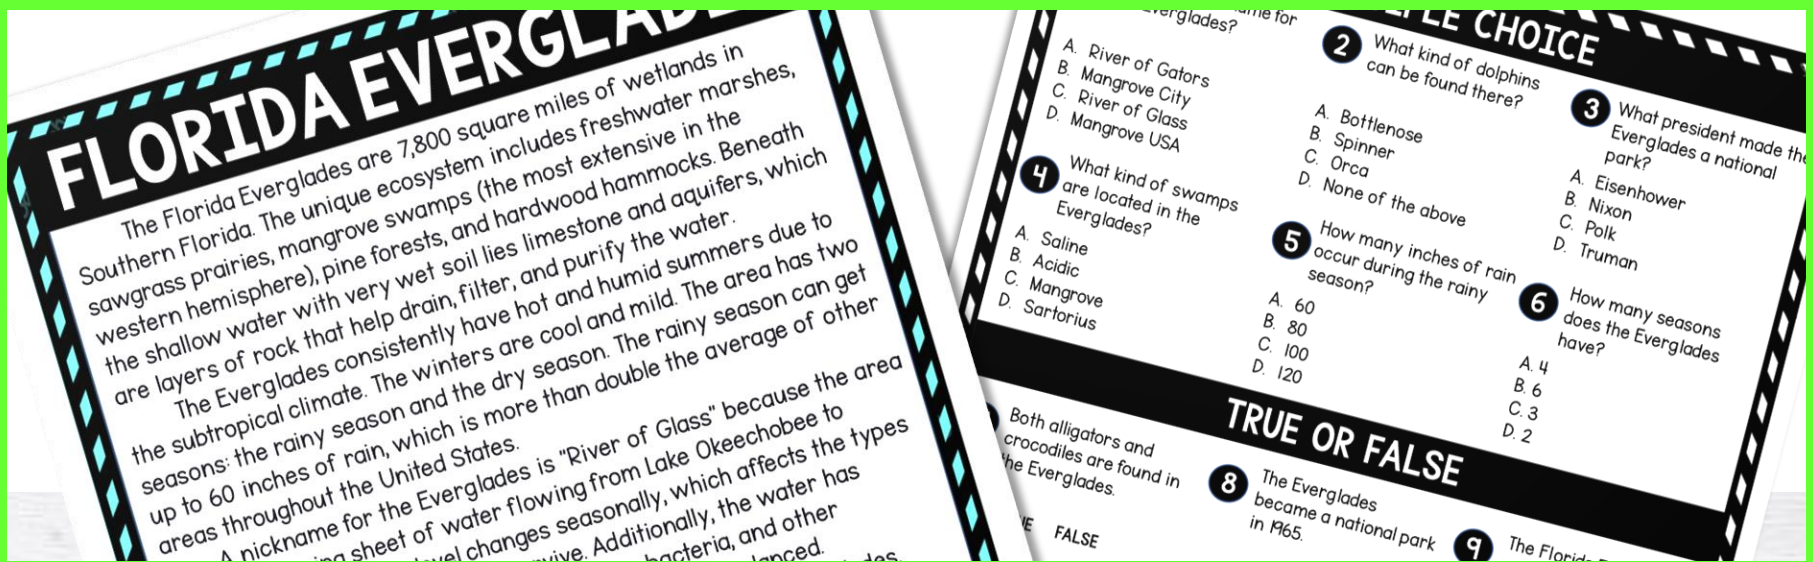 FLORIDA EVERGLADE
The Florida Everglades are 7,800 square miles of wetlands in
Southern Florida. The unique ecosystem includes freshwater marshes,
sawgrass prairies, mangrove swamps (the most extensive in the
western hemisphere), pine forests, and hardwood hammocks. Beneath
the shallow water with very wet soil lies limestone and aquifers, which
are layers of rock that help drain, filter, and purify the water.
The Everglades consistently have hot and humid summers due to
the subtropical climate. The winters are cool and mild. The area has two
seasons: the rainy season and the dry season. The rainy season can get
up to 60 inches of rain, which is more than double the average of other
areas throughout the United States.
A nickname for the Everglades is "River of Glass" because the area
sheet of water flowing from Lake Okeechobee to
changes seasonally, which affects the types
Additionally, the water has
bacteria, and other
for
Everglades?
A. River of Gators
B. Mangrove City
C. River of Glass
D. Mangrove USA
CHOICE
2 What kind of dolphins
can be found there?
A. Bottlenose
B. Spinner
C. Orca
D. None of the above
3 What president made the
Everglades a national
park?
A. Eisenhower
B. Nixon
C. Polk
D. Truman
4 What kind of swamps
are located in the
Everglades?
A. Saline
B. Acidic
C. Mangrove
D. Sartorius
5 How many inches of rain
occur during the rainy
season?
A. 60
B. 80
C. 100
D. 120
6 How many seasons
does the Everglades
have?
A. 4
B. 6
C. 3
D. 2
TRUE OR FALSE
Both alligators and
crocodiles are found in
the Everglades.
FALSE
8 The Everglades
became a national park
in 1965.
9 The Florida